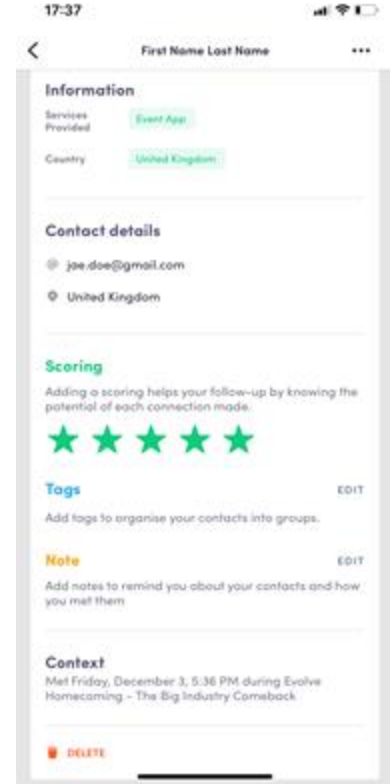 17:37
First Name Last Name
Information
Services
Provided
Event App
Country
United Kingdom
Contact details
joe.doe@gmail.com
United Kingdom
Scoring
Adding a scoring helps your follow-up by knowing the
potential of each connection made.
Tags
EDIT
Add tags to organise your contacts into groups.
Note
EDIT
Add notes to remind you about your contacts and how
you met them
Context
Met Friday, December 3, 5:36 PM during Evolve
Homecoming - The Big Industry Comeback
DELETE